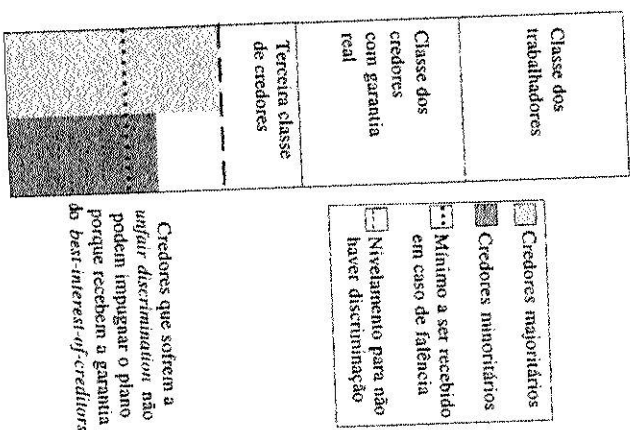 Classe dos
trabalhadores
Classe dos
credores
com garantia
real
Terceira classe
de credores
Credores majoritários
Credores minoritários
Mínimo a ser recebido
em caso de falência
Nivelamento para não
haver discriminação
Credores que sofrem a
unfair discrimination não
podem impugnar o plano
porque recebem a garantia
do best-interest-of-creditors